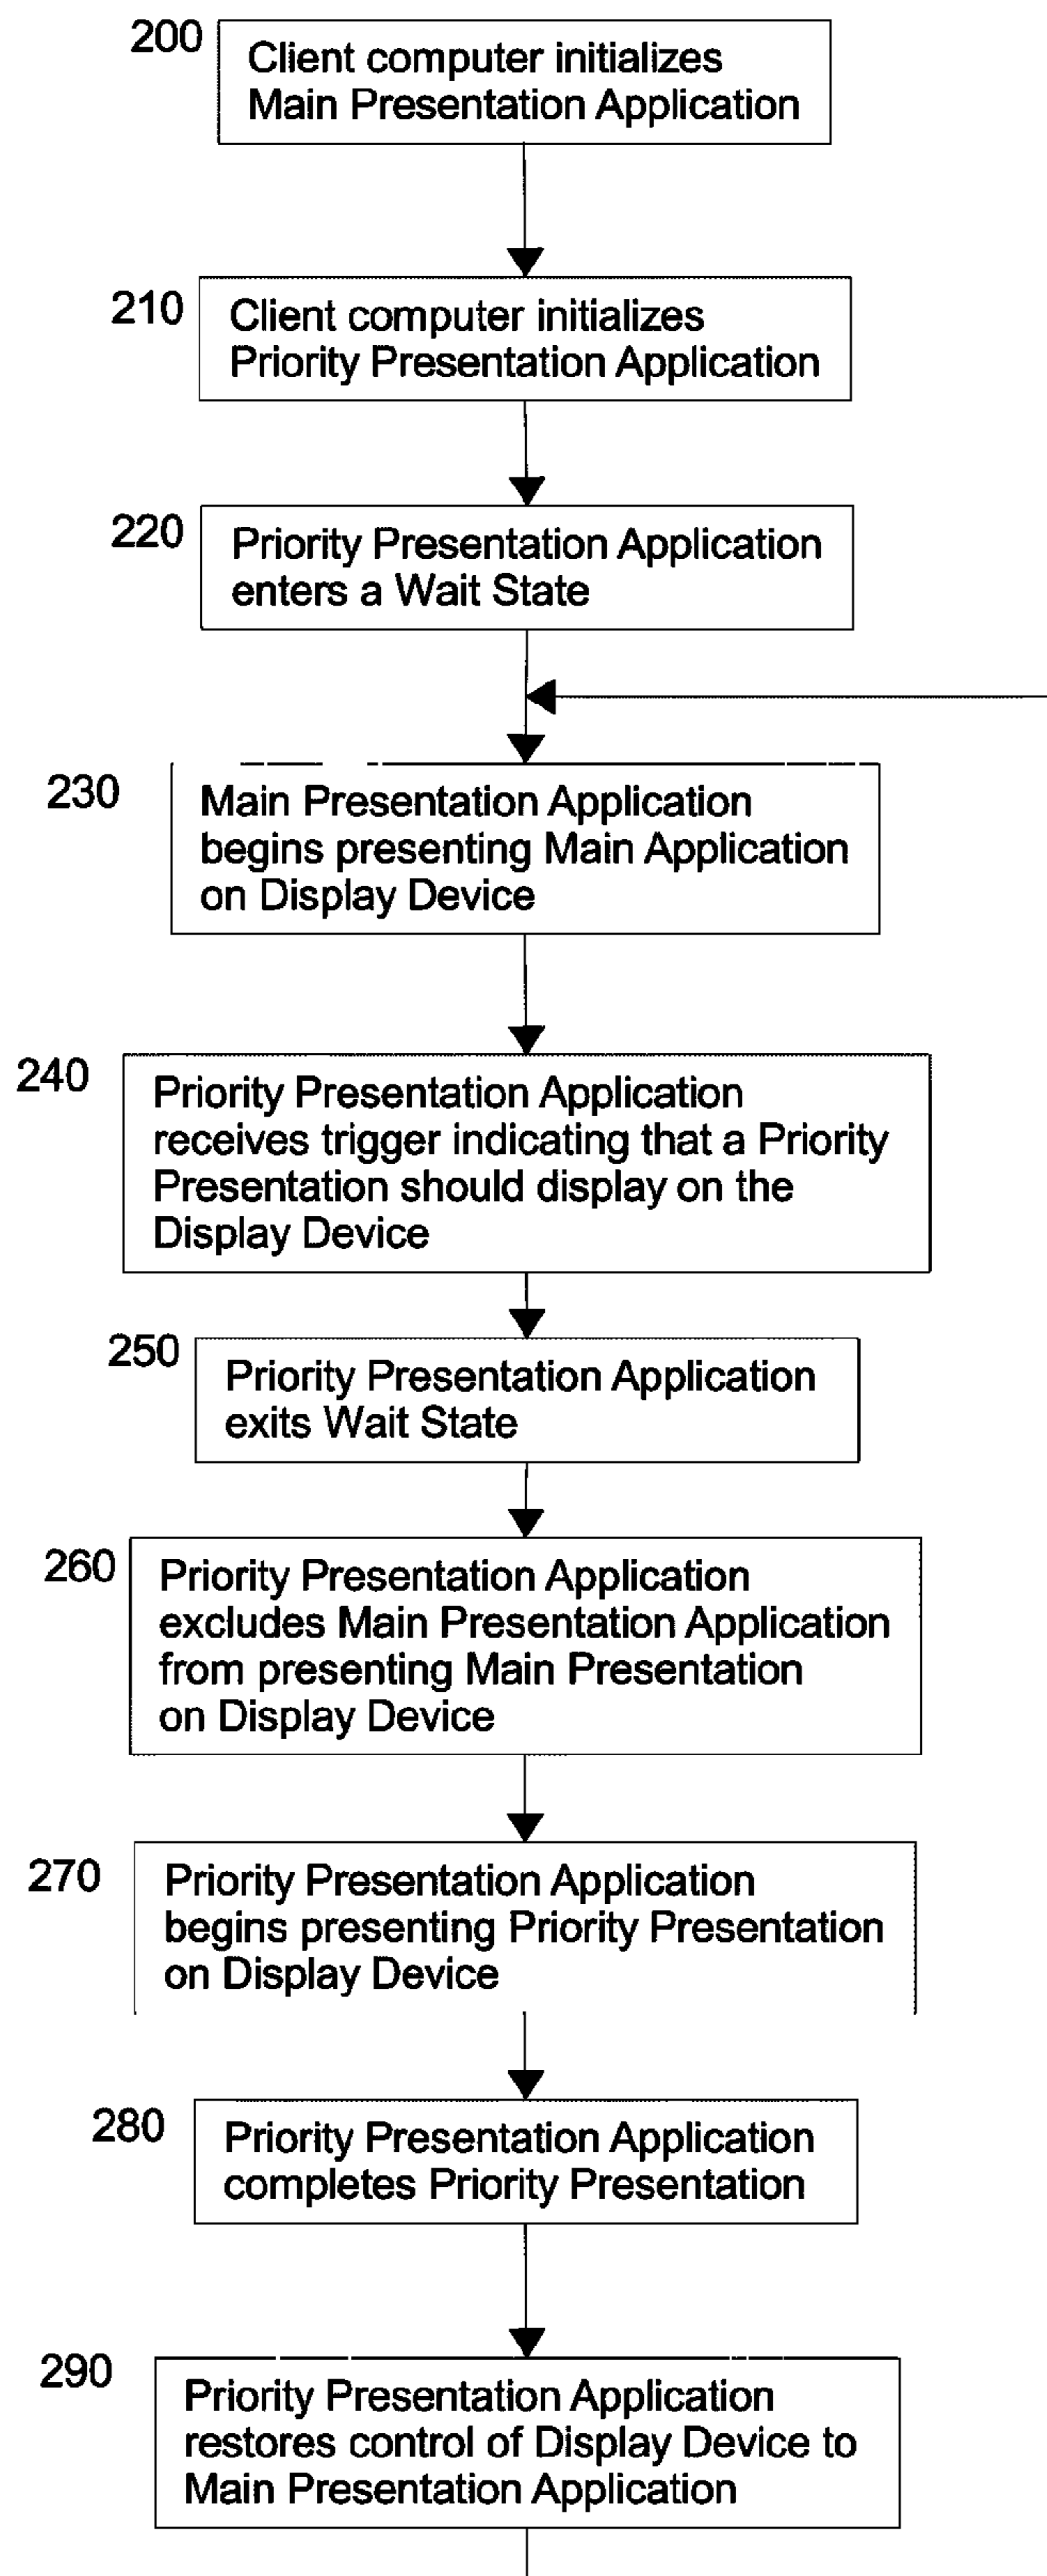 200
Client computer initializes
Main Presentation Application
210
Client computer initializes
Priority Presentation Application
220
Priority Presentation Application
enters a Wait State
230
Main Presentation Application
begins presenting Main Application
on Display Device
240
Priority Presentation Application
receives trigger indicating that a Priority
Presentation should display on the
Display Device
250
Priority Presentation Application
exits Wait State
260
Priority Presentation Application
excludes Main Presentation Application
from presenting Main Presentation
on Display Device
270
Priority Presentation Application
begins presenting Priority Presentation
on Display Device
280
Priority Presentation Application
completes Priority Presentation
290
Priority Presentation Application
restores control of Display Device to
Main Presentation Application